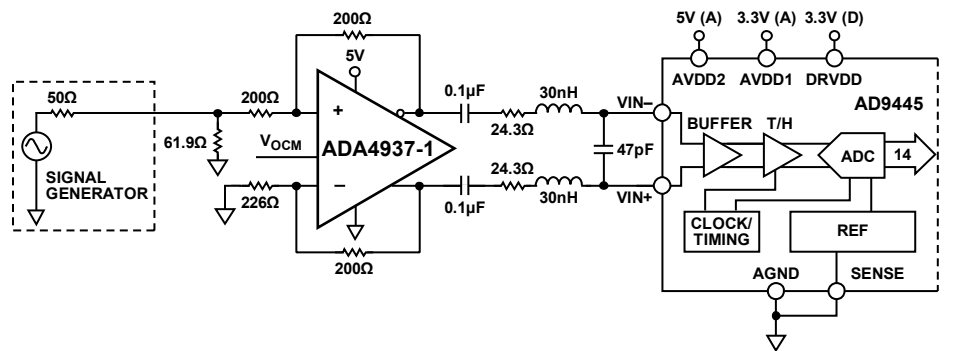 200Ω
5V (A)
3.3V (A)
3.3V (D)
5V
AVDD2
AVDD1
DRVDD
50Ω
200Ω
0.1µF
30nH
VIN–
AD9445
+
BUFFER
T/H
61.9Ω
VOCM
ADA4937-1
24.3Ω
47pF
ADC
14
SIGNAL
GENERATOR
24.3Ω
–
226Ω
0.1µF
30nH
VIN+
CLOCK/
TIMING
REF
200Ω
AGND
SENSE